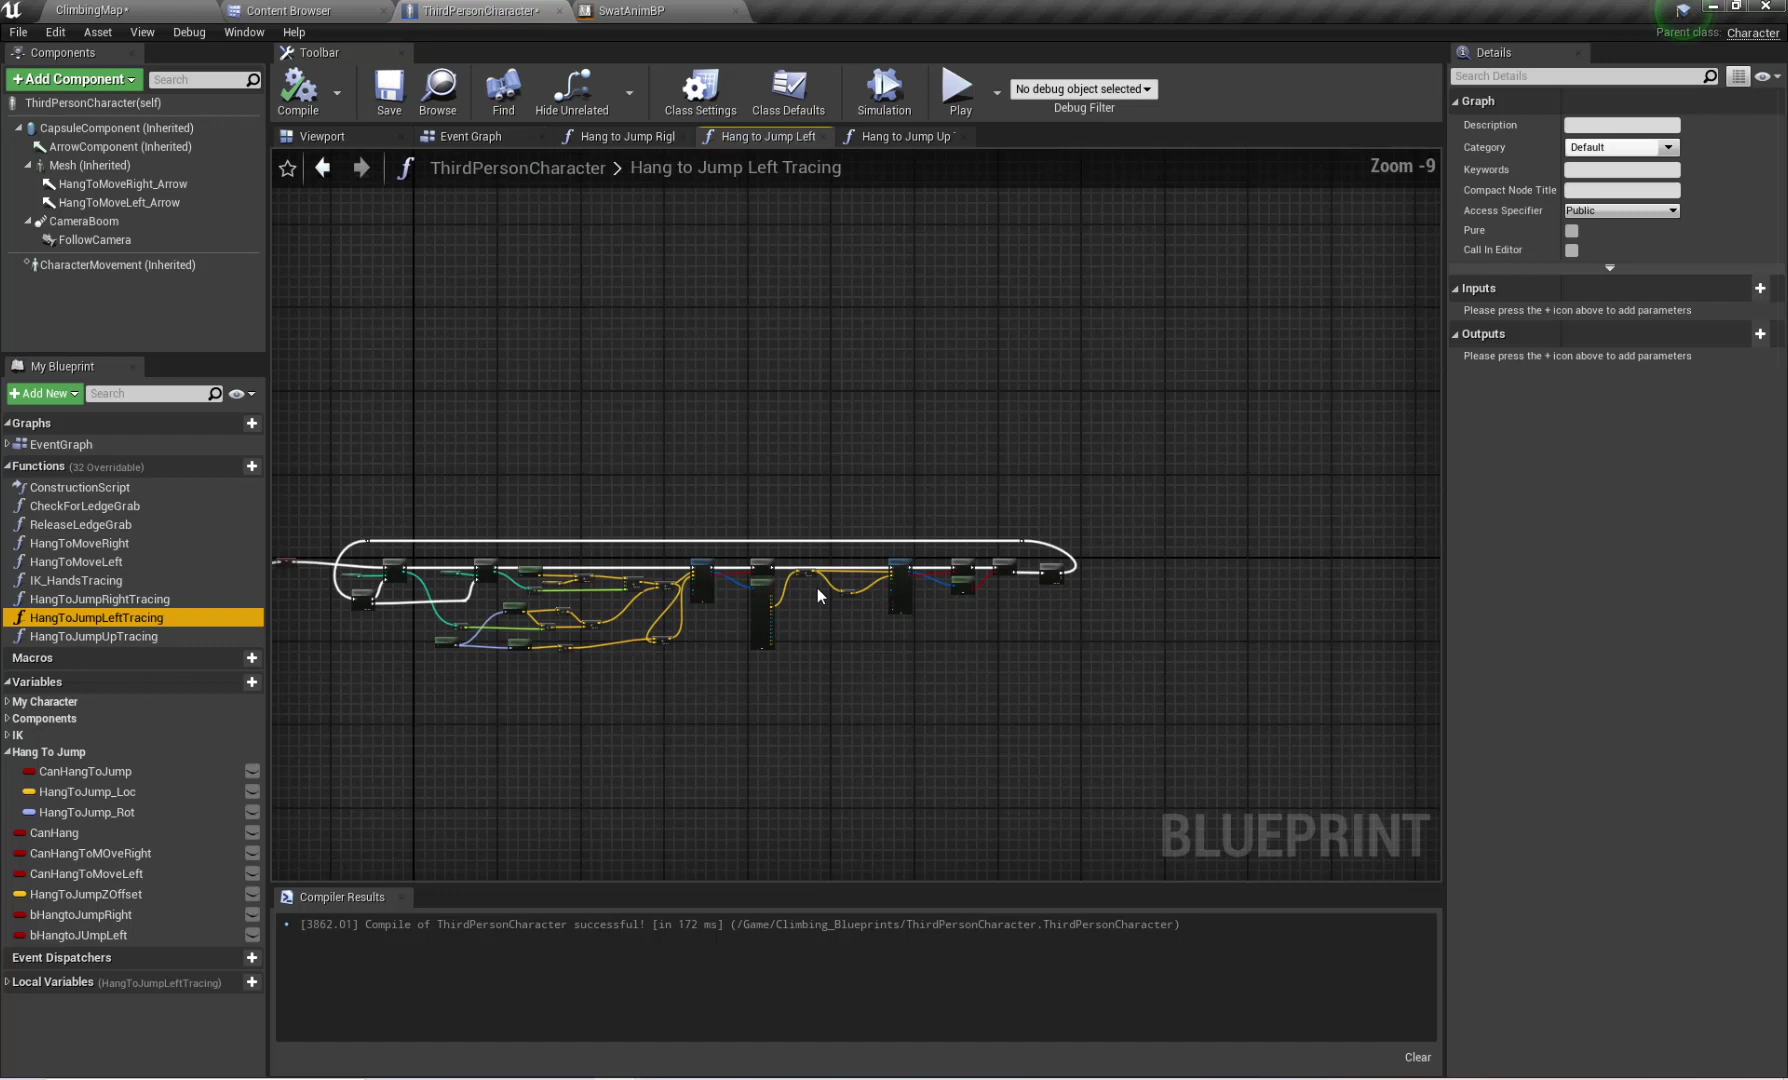 ClimbingMap*
Content Browser
ThirdPersonCharacter*
SwatAnimBP
File Edit Asset View Debug Window Help
Parent class: Character
Components
+Add Component
Search
ThirdPersonCharacter(self)
CapsuleComponent (Inherited)
ArrowComponent (Inherited)
Mesh (Inherited)
HangToMoveRight_Arrow
HangToMoveLeft_Arrow
CameraBoom
FollowCamera
CharacterMovement (Inherited)
Toolbar
Compile
Save
Browse
Find
Hide Unrelated
Class Settings
Class Defaults
Simulation
Play
No debug object selected
Debug Filter
Viewport
Event Graph
Hang to Jump Rigl
Hang to Jump Left
Hang to Jump Up
ThirdPersonCharacter > Hang to Jump Left Tracing
Zoom -9
BLUEPRINT
My Blueprint
+Add New
Search
Graphs
EventGraph
Functions (32 Overridable)
ConstructionScript
CheckForLedgeGrab
ReleaseLedgeGrab
HangToMoveRight
HangToMoveLeft
IK_HandsTracing
HangToJumpRightTracing
HangToJumpLeftTracing
HangToJumpUpTracing
Macros
Variables
My Character
Components
IK
Hang To Jump
CanHangToJump
HangToJump_Loc
HangToJump_Rot
CanHang
CanHangToMOveRight
CanHangToMoveLeft
HangToJumpZOffset
bHangtoJumpRight
bHangtoJUmpLeft
Event Dispatchers
Local Variables (HangToJumpLeftTracing)
Compiler Results
[3862.01] Compile of ThirdPersonCharacter successful! [in 172 ms] (/Game/Climbing_Blueprints/ThirdPersonCharacter.ThirdPersonCharacter)
Clear
Details
Search Details
Graph
Description
Category Default
Keywords
Compact Node Title
Access Specifier Public
Pure
Call In Editor
Inputs
Please press the + icon above to add parameters
Outputs
Please press the + icon above to add parameters